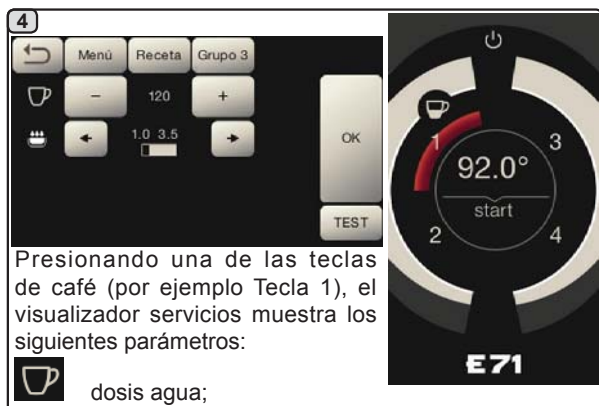 4
Menù Receta Grupo 3
- 120 +
1.0 3.5
OK
TEST
1
3
92.0°
start
2
4
E71
Presionando una de las teclas
de café (por ejemplo Tecla 1), el
visualizador servicios muestra los
siguientes parámetros:
dosis agua;